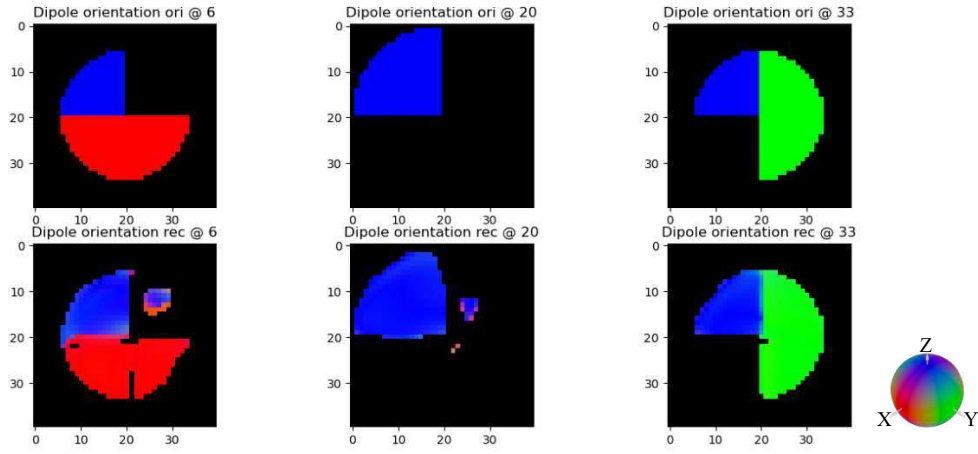 Dipole orientation ori @ 6
Dipole orientation ori @ 20
Dipole orientation ori @ 33
0
10
20
30
0 10 20 30
0
10
20
30
0 10 20 30
0
10
20
30
0 10 20 30
Dipole orientation rec @ 6
Dipole orientation rec @ 20
Dipole orientation rec @ 33
0
10
20
30
0 10 20 30
0
10
20
30
0 10 20 30
0
10
20
30
0 10 20 30
Z
X Y